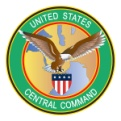 UNITED STATES
CENTRAL COMMAND